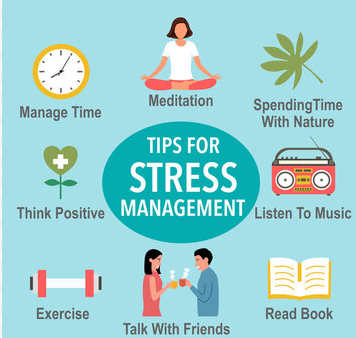 Meditation
Manage Time
SpendingTime
With Nature
TIPS FOR
STRESS
MANAGEMENT
Think Positive
Listen To Music
Exercise
Talk With Friends
Read Book